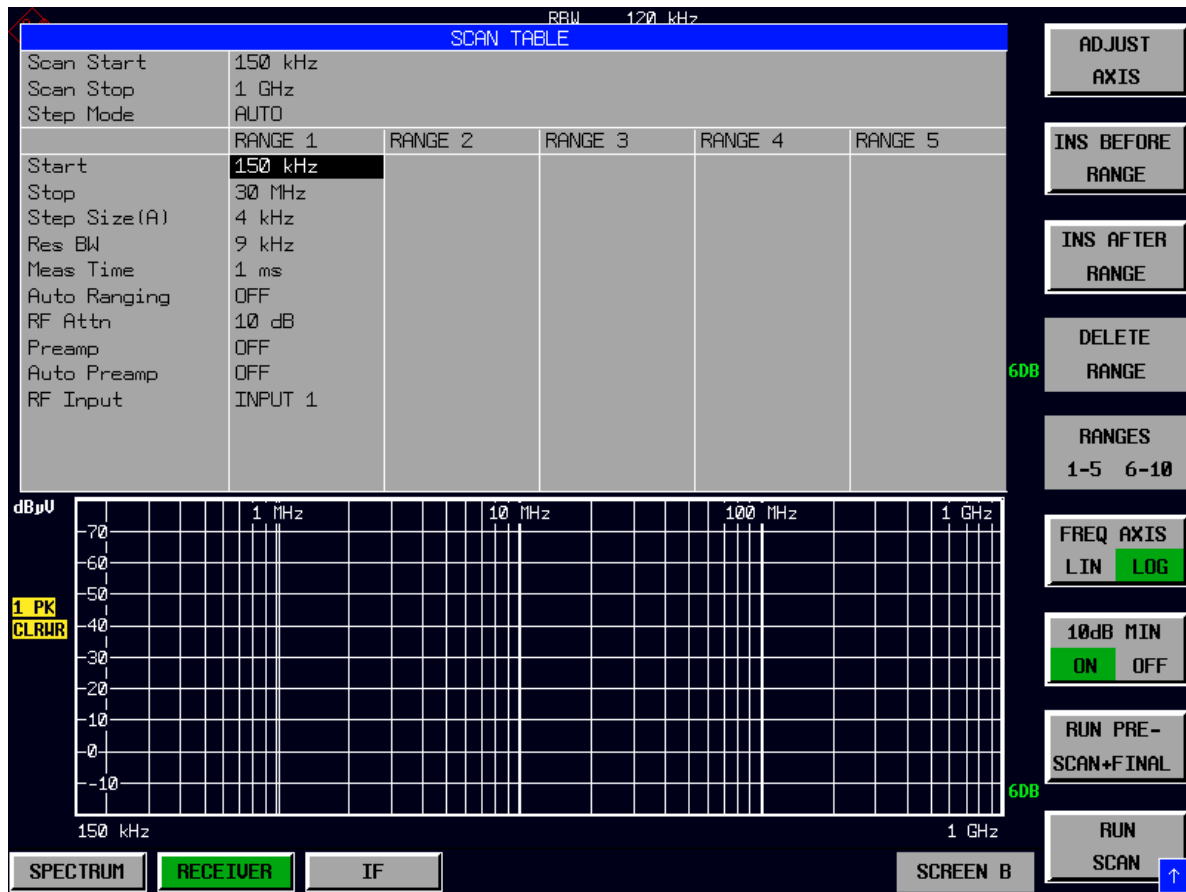 RBW 120 kHz
SCAN TABLE
Scan Start 150 kHz
Scan Stop 1 GHz
Step Mode AUTO
RANGE 1 RANGE 2 RANGE 3 RANGE 4 RANGE 5
Start 150 kHz
Stop 30 MHz
Step Size(A) 4 kHz
Res BW 9 kHz
Meas Time 1 ms
Auto Ranging OFF
RF Attn 10 dB
Preamp OFF
Auto Preamp OFF
RF Input INPUT 1
6DB
dBµV
1 MHz 10 MHz 100 MHz 1 GHz
70
60
50
1 PK
CLRWR
40
30
20
10
0
-10
6DB
150 kHz 1 GHz
SPECTRUM RECEIVER IF SCREEN B
ADJUST
AXIS
INS BEFORE
RANGE
INS AFTER
RANGE
DELETE
RANGE
RANGES
1-5 6-10
FREQ AXIS
LIN LOG
10dB MIN
ON OFF
RUN PRE-
SCAN+FINAL
RUN
SCAN
↑